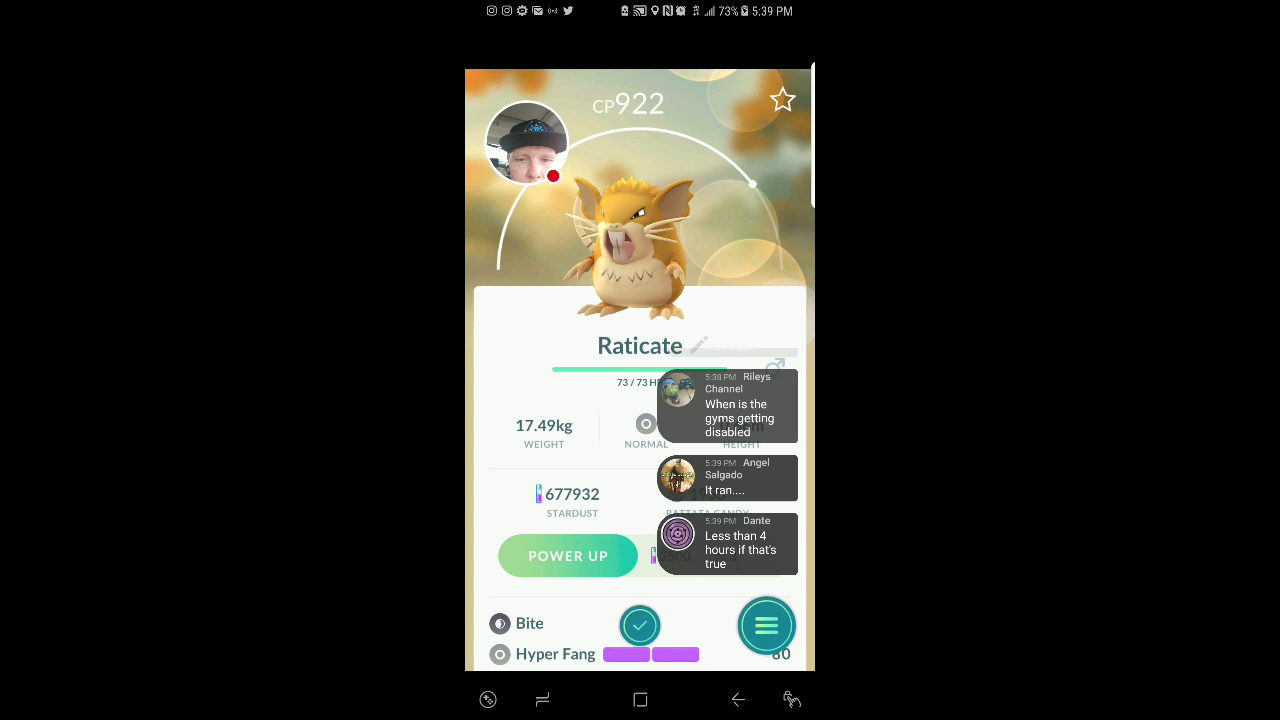 73% 5:39 PM
CP922
Raticate
73 / 73 H
5:38 PM Rileys
Channel
When is the
gyms getting
disabled
17.49kg
WEIGHT
NORMAL
HEIGHT
5:39 PM Angel
Salgado
It ran....
677932
STARDUST
RATTATA CANDY
5:39 PM Dante
Less than 4
hours if that's
true
POWER UP
Bite
Hyper Fang